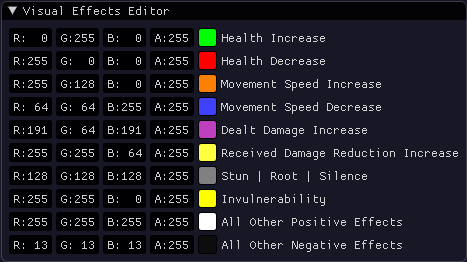 ▼ Visual Effects Editor
R:  0 G:255 B:  0 A:255 Health Increase
R:255 G:  0 B:  0 A:255 Health Decrease
R:255 G:128 B:  0 A:255 Movement Speed Increase
R: 64 G: 64 B:255 A:255 Movement Speed Decrease
R:191 G: 64 B:191 A:255 Dealt Damage Increase
R:255 G:255 B: 64 A:255 Received Damage Reduction Increase
R:128 G:128 B:128 A:255 Stun | Root | Silence
R:255 G:255 B:  0 A:255 Invulnerability
R:255 G:255 B:255 A:255 All Other Positive Effects
R: 13 G: 13 B: 13 A:255 All Other Negative Effects